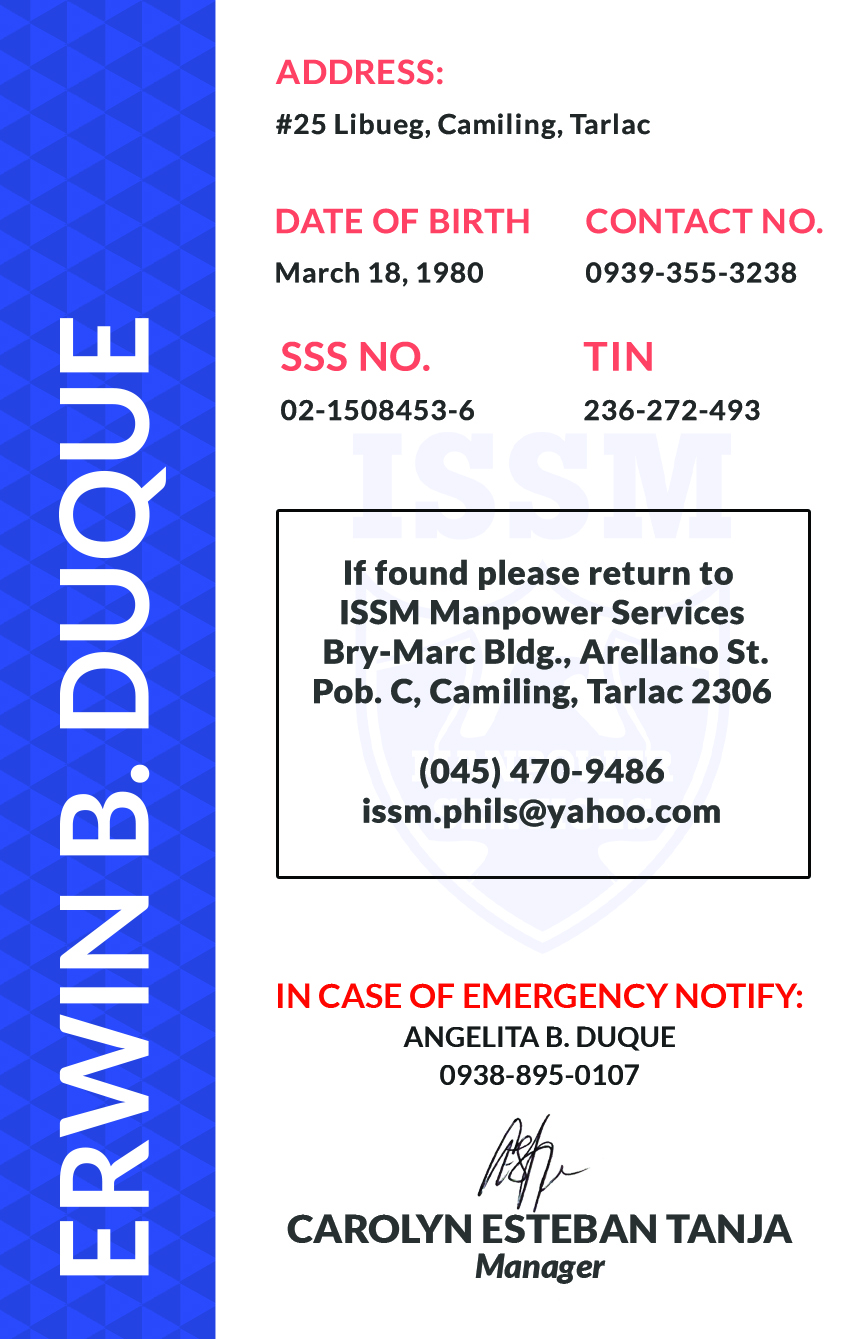 ERWIN B. DUQUE
ADDRESS:
#25 Libueg, Camiling, Tarlac
DATE OF BIRTH
March 18, 1980
CONTACT NO.
0939-355-3238
SSS NO.
02-1508453-6
TIN
236-272-493
ISSM
If found please return to
ISSM Manpower Services
Bry-Marc Bldg., Arellano St.
Pob. C, Camiling, Tarlac 2306
(045) 470-9486
issm.phils@yahoo.com
IN CASE OF EMERGENCY NOTIFY:
ANGELITA B. DUQUE
0938-895-0107
CAROLYN ESTEBAN TANJA
Manager